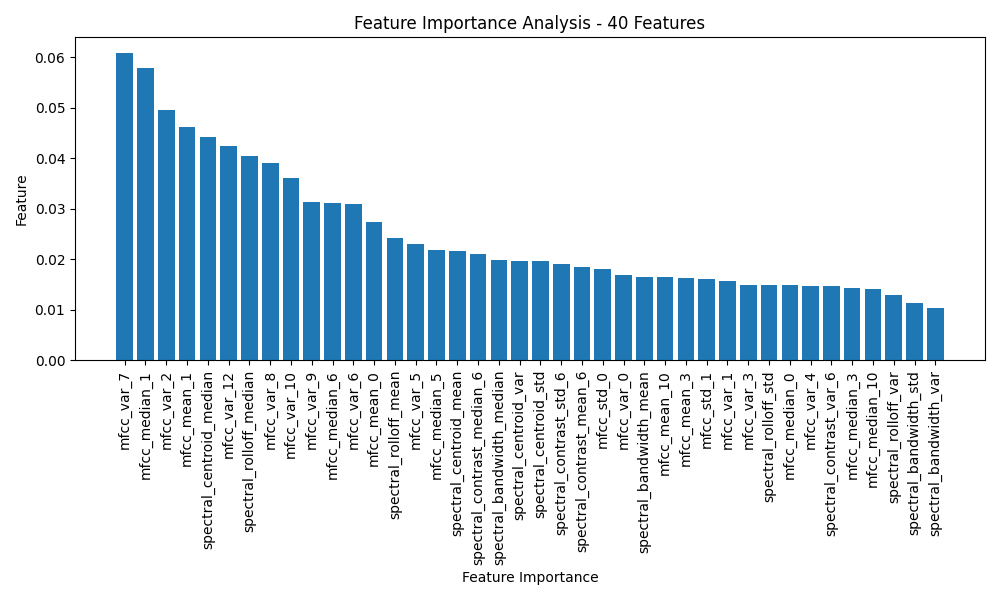 Feature Importance Analysis - 40 Features
0.06
0.05
0.04
0.03
0.02
0.01
0.00
Feature
mfcc_var_7
mfcc_median_1
mfcc_var_2
mfcc_mean_1
spectral_centroid_median
mfcc_var_12
spectral_rolloff_median
mfcc_var_8
mfcc_var_10
mfcc_var_9
mfcc_median_6
mfcc_var_6
mfcc_mean_0
spectral_rolloff_mean
mfcc_var_5
mfcc_median_5
spectral_centroid_mean
spectral_contrast_median_6
spectral_bandwidth_median
spectral_centroid_var
spectral_centroid_std
spectral_contrast_std_6
spectral_contrast_mean_6
mfcc_std_0
mfcc_var_0
spectral_bandwidth_mean
mfcc_mean_10
mfcc_mean_3
mfcc_std_1
mfcc_var_1
mfcc_var_3
spectral_rolloff_std
mfcc_median_0
mfcc_var_4
spectral_contrast_var_6
mfcc_median_3
mfcc_median_10
spectral_rolloff_var
spectral_bandwidth_std
spectral_bandwidth_var
Feature Importance